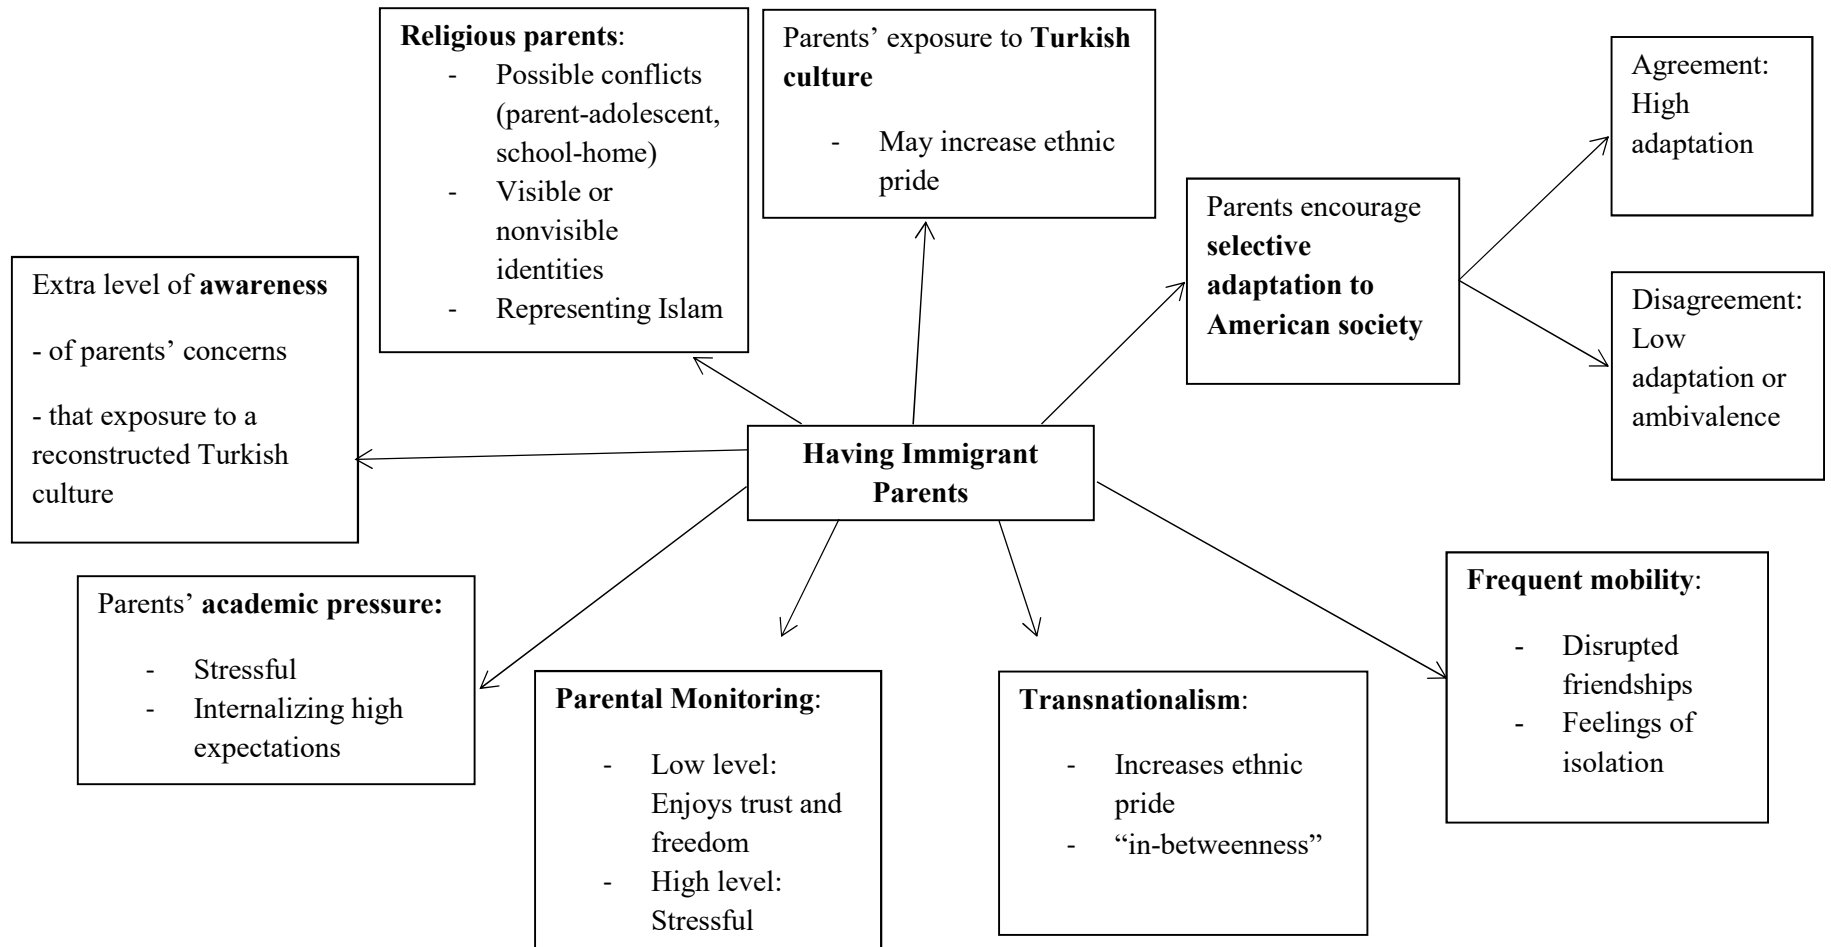 Religious parents:
- Possible conflicts
(parent-adolescent,
school-home)
- Visible or
nonvisible
identities
- Representing Islam
Parents’ exposure to Turkish
culture
- May increase ethnic
pride
Agreement:
High
adaptation
Parents encourage
selective
adaptation to
American society
Disagreement:
Low
adaptation or
ambivalence
Extra level of awareness
- of parents’ concerns
- that exposure to a
reconstructed Turkish
culture
Having Immigrant
Parents
Parents’ academic pressure:
- Stressful
- Internalizing high
expectations
Parental Monitoring:
- Low level:
Enjoys trust and
freedom
- High level:
Stressful
Transnationalism:
- Increases ethnic
pride
- “in-betweenness”
Frequent mobility:
- Disrupted
friendships
- Feelings of
isolation